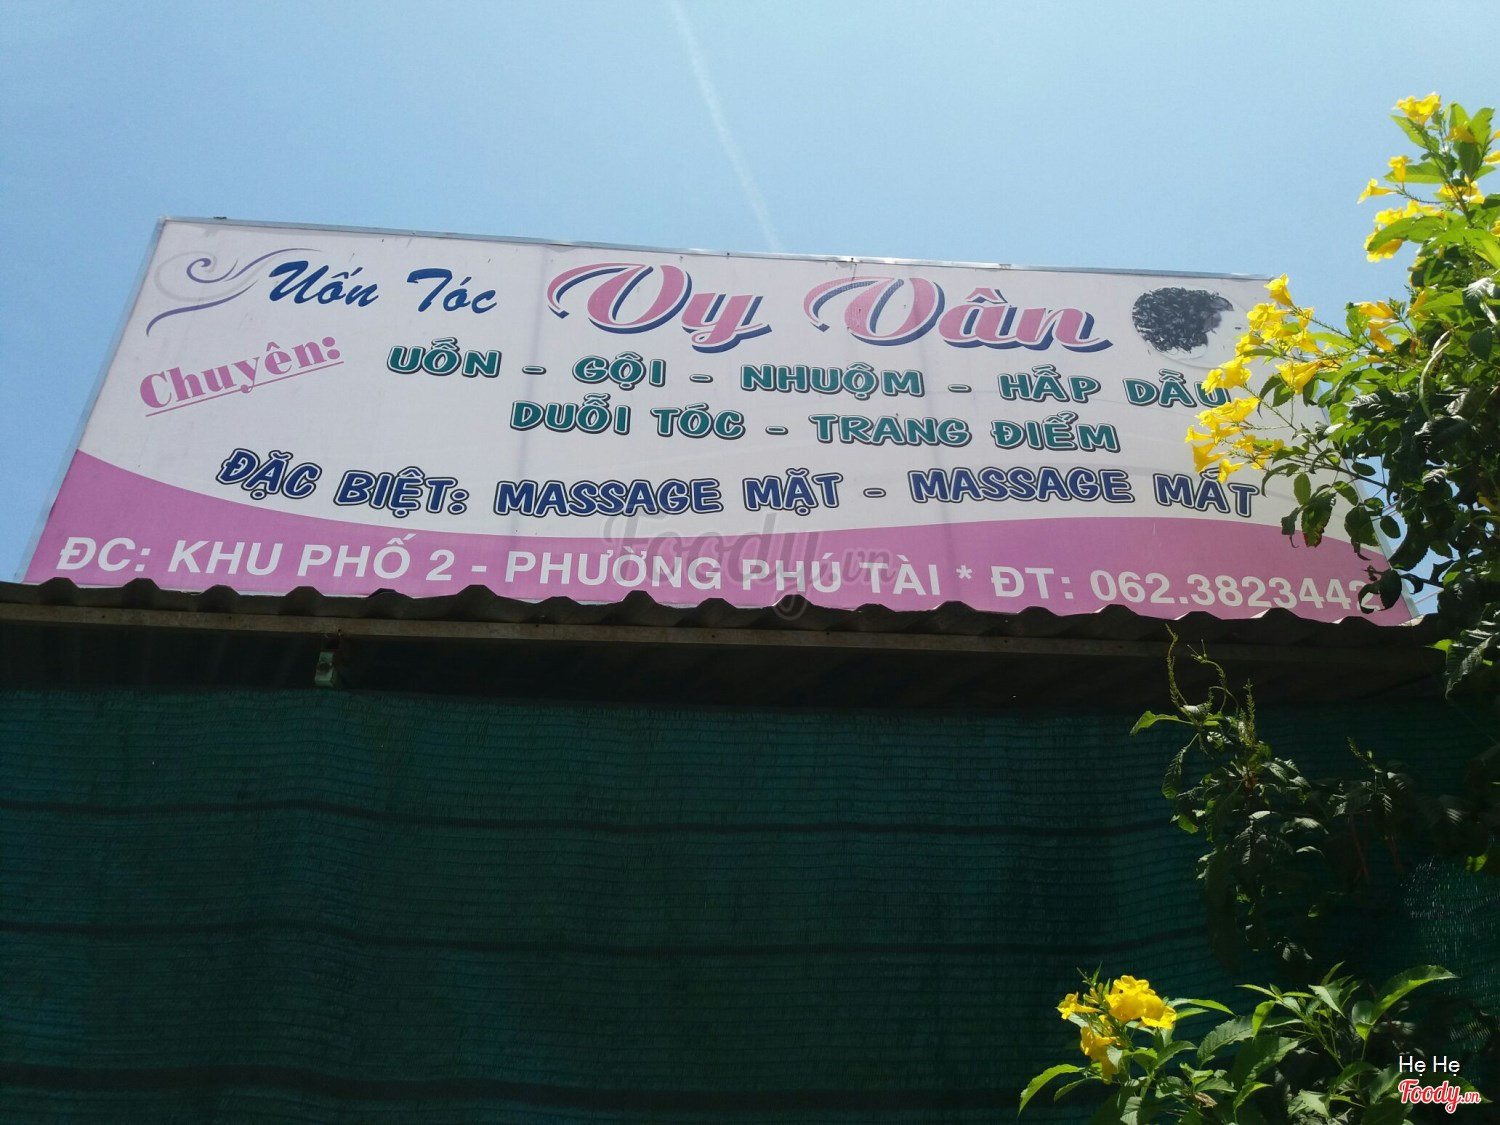 Uốn Tóc Vy Vân
Chuyên:
UỐN - GỘI - NHUỘM - HẤP DẦU
DUỖI TÓC - TRANG ĐIỂM
ĐẶC BIỆT: MASSAGE MẶT - MASSAGE MẮT
ĐC: KHU PHỐ 2 - PHƯỜNG PHÚ TÀI * ĐT: 062.3823442
Foody.vn
Hẹ Hẹ
Foody.vn